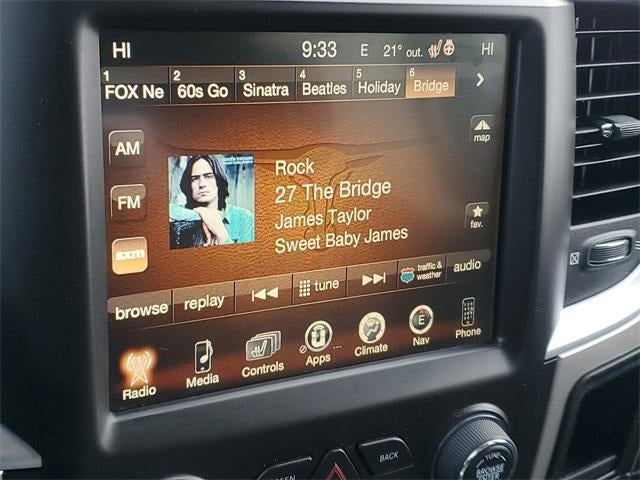 HI 9:33 E 21° out. HI
1 FOX Ne 2 60s Go 3 Sinatra 4 Beatles 5 Holiday 6 Bridge
AM
map
Rock
27 The Bridge
FM
James Taylor
fav.
Sweet Baby James
sxm
browse replay tune traffic & weather audio
Radio Media Controls Apps ... Climate E Nav Phone
BACK
TUNE
BROWSE